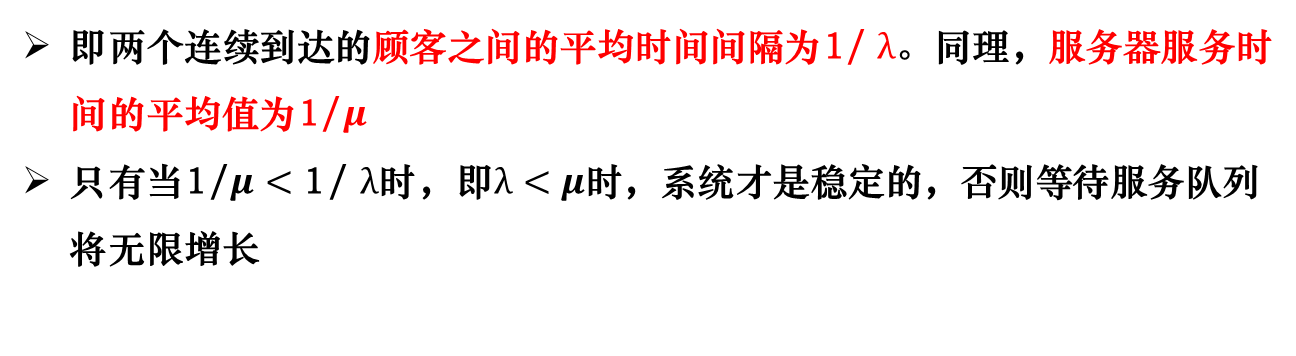 ➢ 即两个连续到达的顾客之间的平均时间间隔为1/ λ。同理，服务器服务时
间的平均值为1/μ
➢ 只有当1/μ < 1/ λ时，即λ < μ时，系统才是稳定的，否则等待服务队列
将无限增长